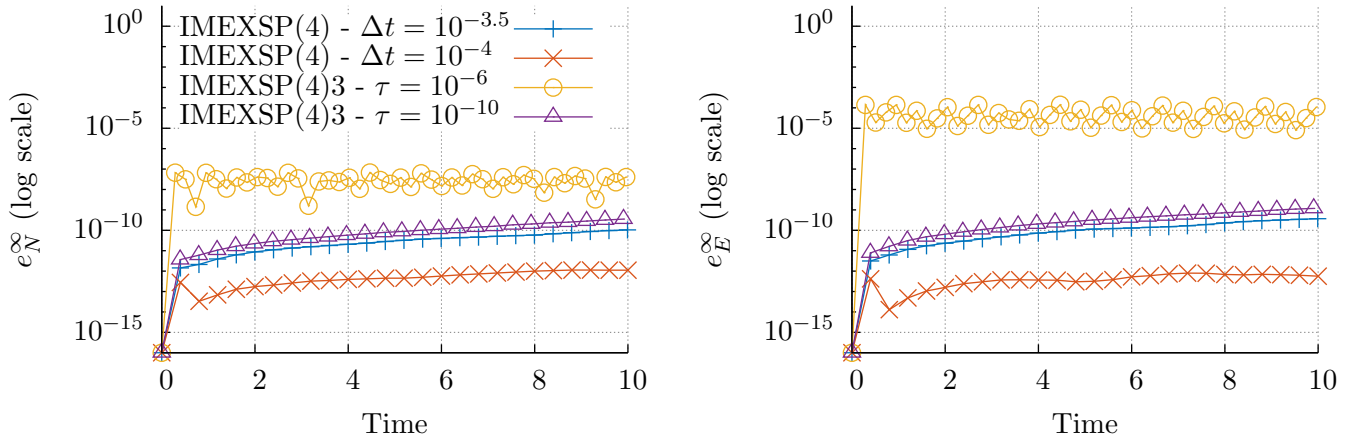 10^0
10^−5
10^−10
10^−15
e_N^∞ (log scale)
IMEXSP(4) - Δt = 10^−3.5
IMEXSP(4) - Δt = 10^−4
IMEXSP(4)3 - τ = 10^−6
IMEXSP(4)3 - τ = 10^−10
0 2 4 6 8 10
Time
10^0
10^−5
10^−10
10^−15
e_E^∞ (log scale)
0 2 4 6 8 10
Time